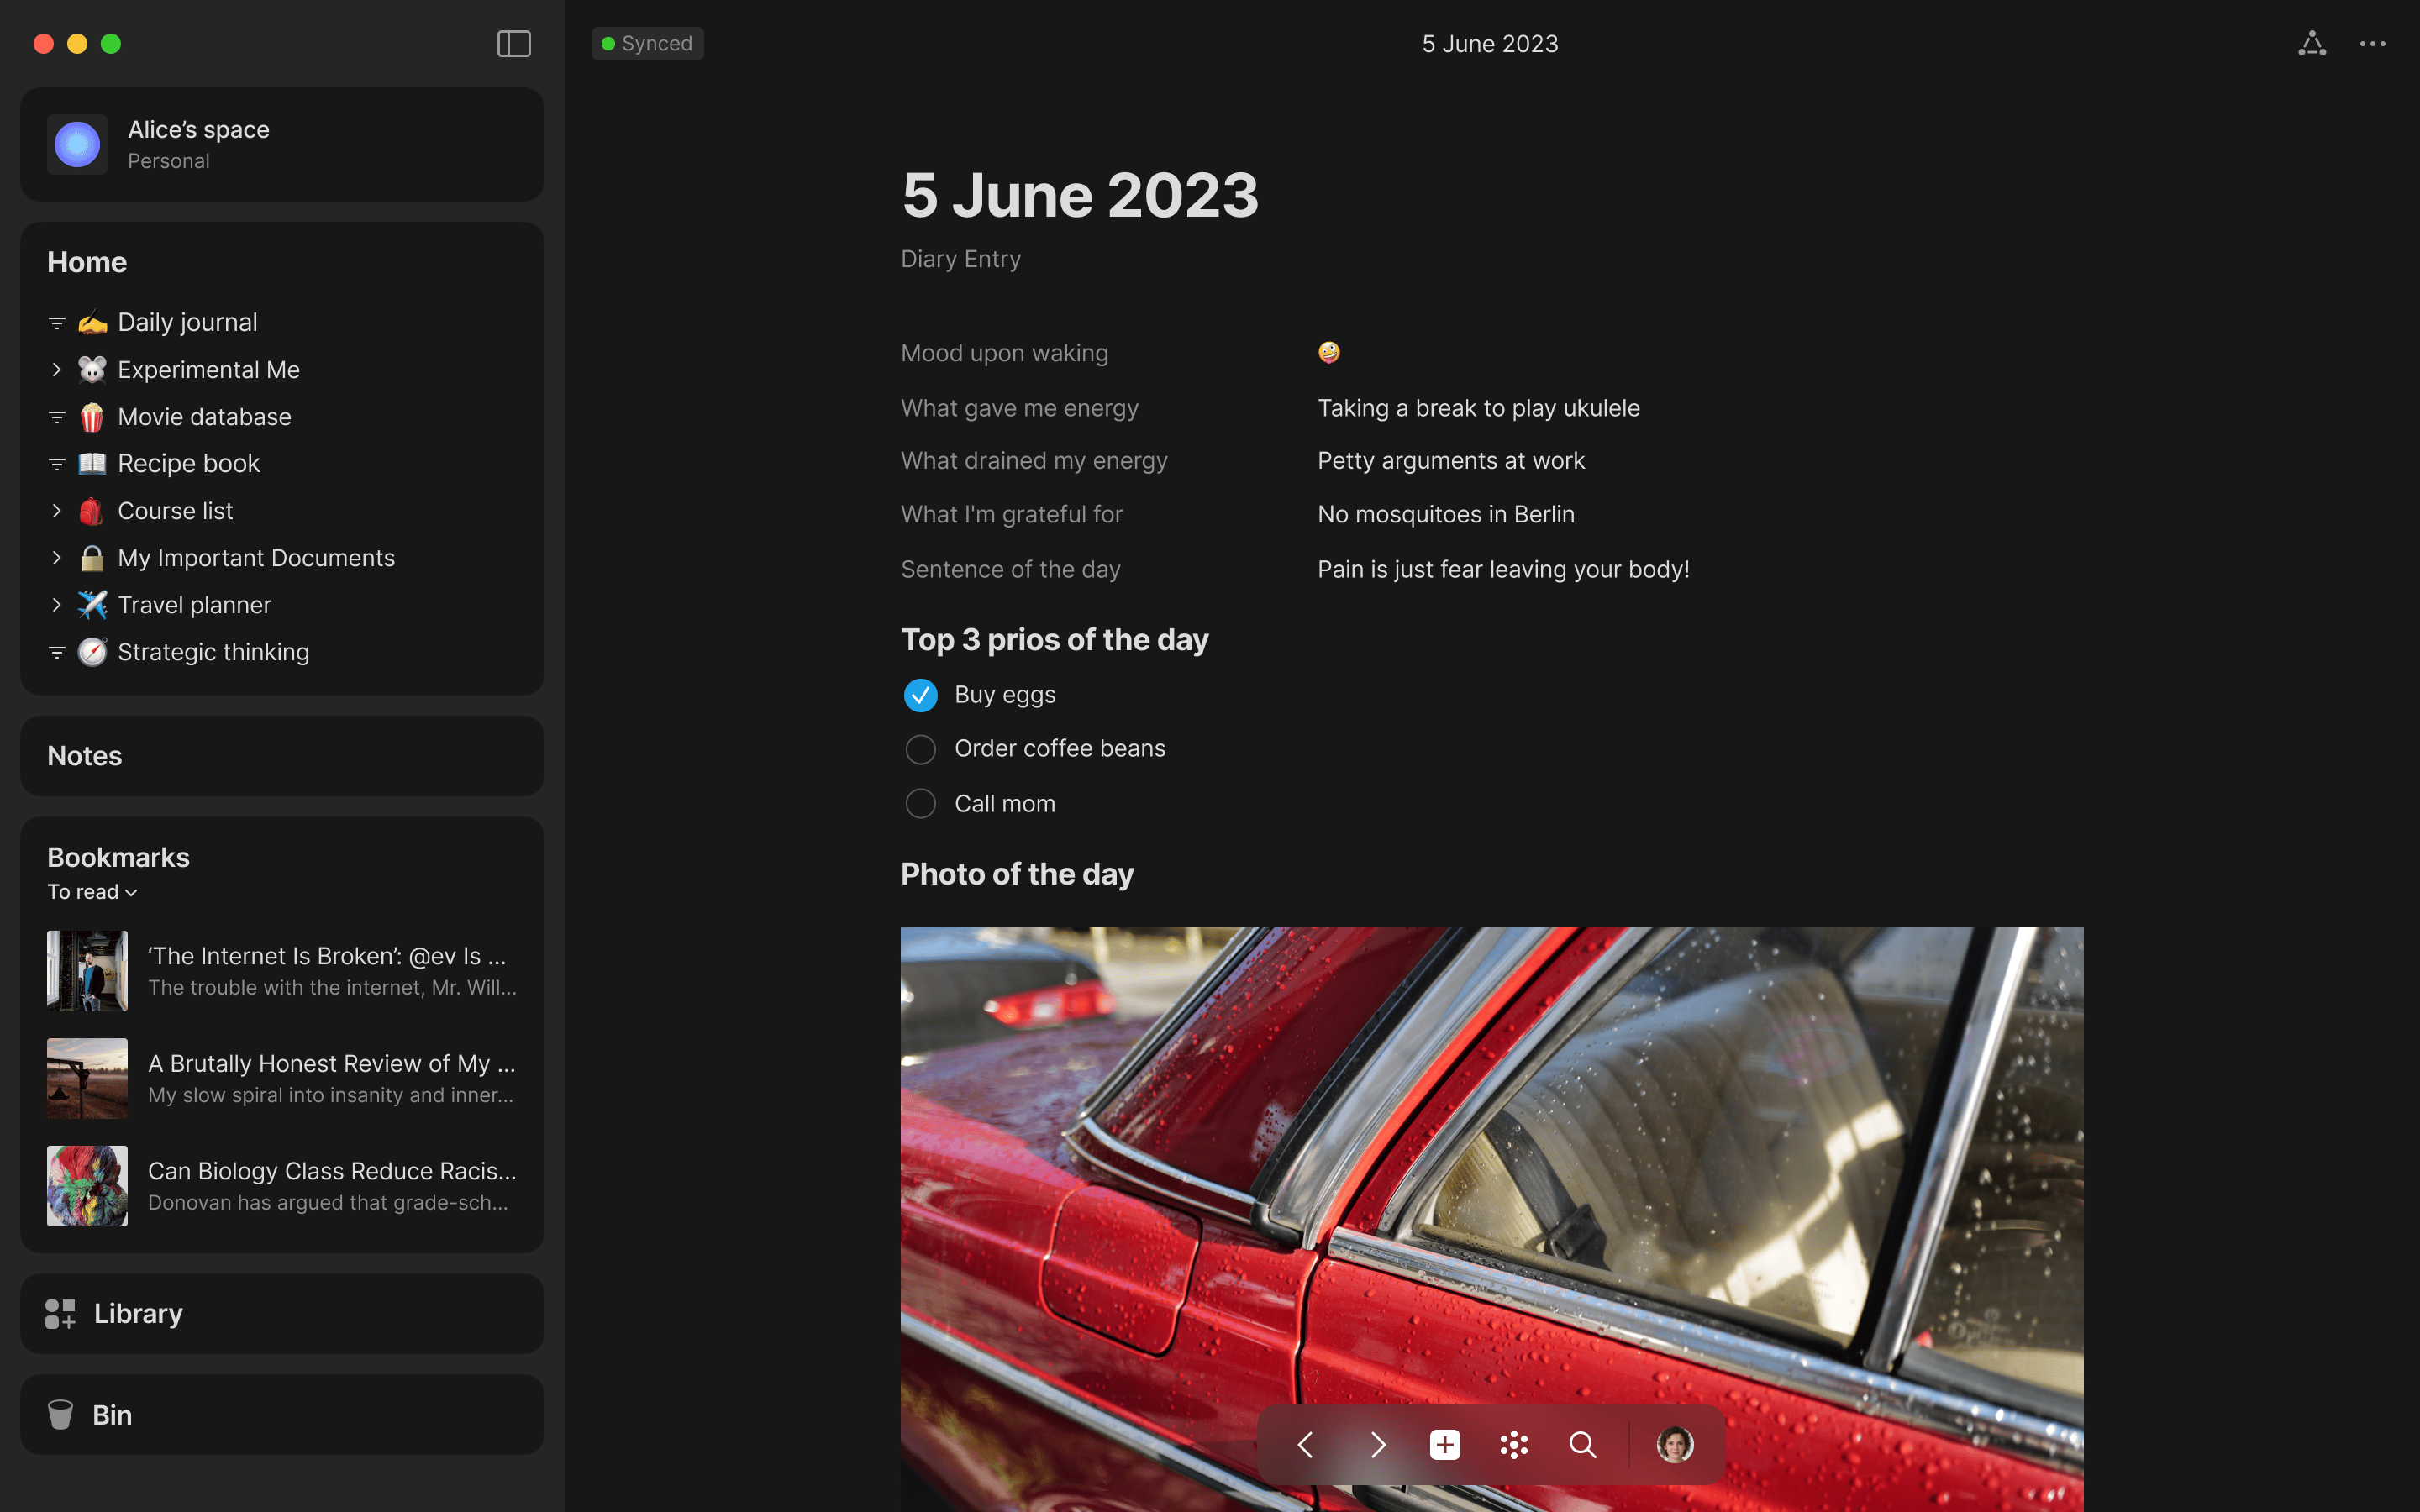 Synced
5 June 2023
Alice’s space
Personal
Home
Daily journal
Experimental Me
Movie database
Recipe book
Course list
My Important Documents
Travel planner
Strategic thinking
Notes
Bookmarks
To read
‘The Internet Is Broken’: @ev Is ...
The trouble with the internet, Mr. Will...
A Brutally Honest Review of My ...
My slow spiral into insanity and inner...
Can Biology Class Reduce Racis...
Donovan has argued that grade-sch...
Library
Bin
5 June 2023
Diary Entry
Mood upon waking 🤪
What gave me energy Taking a break to play ukulele
What drained my energy Petty arguments at work
What I'm grateful for No mosquitoes in Berlin
Sentence of the day Pain is just fear leaving your body!
Top 3 prios of the day
Buy eggs
Order coffee beans
Call mom
Photo of the day